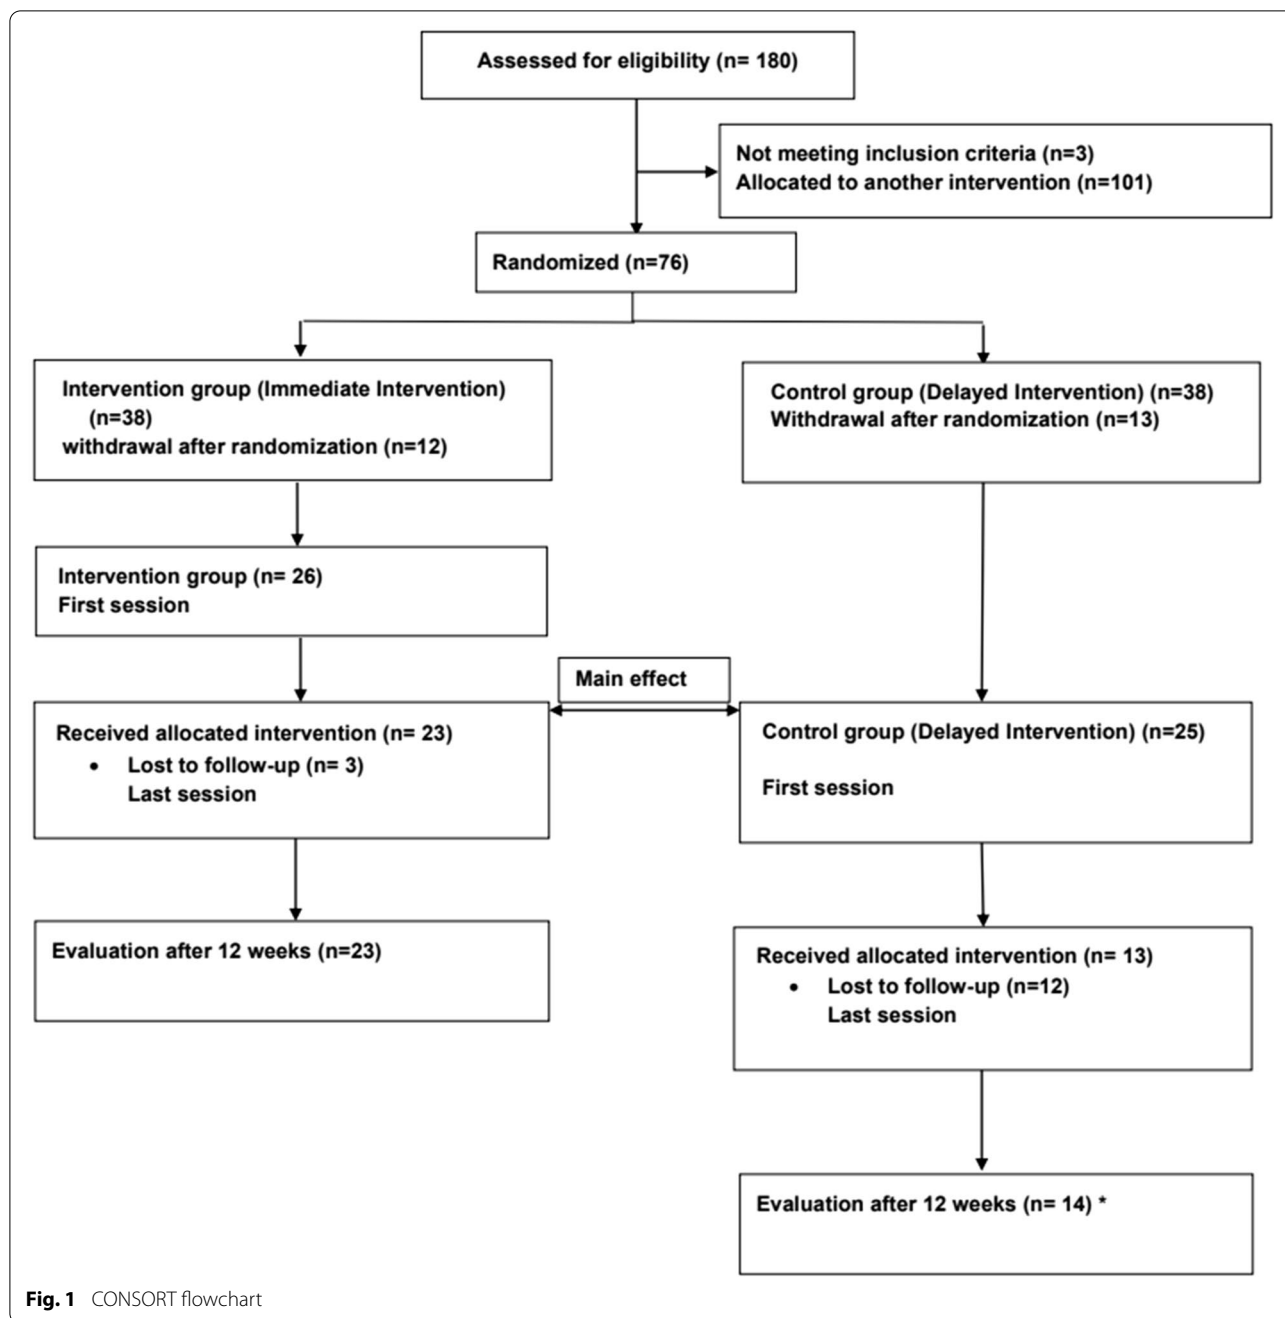 Assessed for eligibility (n= 180)
Not meeting inclusion criteria (n=3)
Allocated to another intervention (n=101)
Randomized (n=76)
Intervention group (Immediate Intervention)
(n=38)
withdrawal after randomization (n=12)
Control group (Delayed Intervention) (n=38)
Withdrawal after randomization (n=13)
Intervention group (n= 26)
First session
Main effect
Received allocated intervention (n= 23)
• Lost to follow-up (n= 3)
Last session
Control group (Delayed Intervention) (n=25)
First session
Evaluation after 12 weeks (n=23)
Received allocated intervention (n= 13)
• Lost to follow-up (n=12)
Last session
Evaluation after 12 weeks (n= 14) *
Fig. 1 CONSORT flowchart